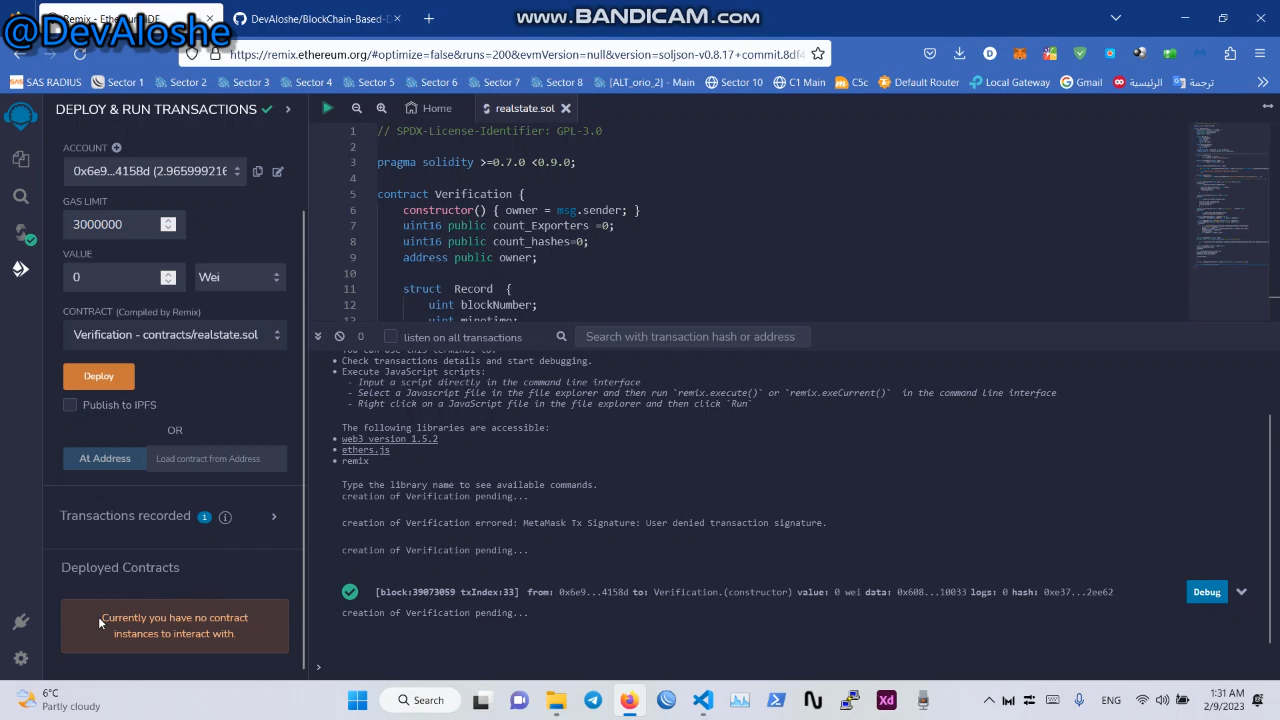 www.BANDICAM.com
Remix - Ethereum IDE
DevAloshe/BlockChain-Based-D
@DevAloshe
https://remix.ethereum.org/#optimize=false&runs=200&evmVersion=null&version=soljson-v0.8.17+commit.8df4
SAS RADIUS
Sector 1
Sector 2
Sector 3
Sector 4
Sector 5
Sector 6
Sector 7
Sector 8
[ALT_orio_2] - Main
Sector 10
C1 Main
C5c
Default Router
Local Gateway
Gmail
الرئيسية
ترجمة
DEPLOY & RUN TRANSACTIONS
Home
realstate.sol
ACCOUNT
0x6e9...4158d (2.965999216
GAS LIMIT
3000000
VALUE
0
Wei
CONTRACT (Compiled by Remix)
Verification - contracts/realstate.sol
Deploy
Publish to IPFS
OR
At Address
Load contract from Address
Transactions recorded 1
Deployed Contracts
Currently you have no contract
instances to interact with.
1 // SPDX-License-Identifier: GPL-3.0
2
3 pragma solidity >=0.7.0 <0.9.0;
4
5 contract Verification {
6 constructor() { owner = msg.sender; }
7 uint16 public count_Exporters =0;
8 uint16 public count_hashes=0;
9 address public owner;
10
11 struct Record {
12 uint blockNumber;
uint minetime;
0
listen on all transactions
Search with transaction hash or address
You can use this terminal to:
• Check transactions details and start debugging.
• Execute JavaScript scripts:
- Input a script directly in the command line interface
- Select a Javascript file in the file explorer and then run `remix.execute()` or `remix.exeCurrent()` in the command line interface
- Right click on a JavaScript file in the file explorer and then click `Run`
The following libraries are accessible:
• web3 version 1.5.2
• ethers.js
• remix
Type the library name to see available commands.
creation of Verification pending...
creation of Verification errored: MetaMask Tx Signature: User denied transaction signature.
creation of Verification pending...
[block:39073059 txIndex:33] from: 0x6e9...4158d to: Verification.(constructor) value: 0 wei data: 0x608...10033 logs: 0 hash: 0xe37...2ee62
Debug
creation of Verification pending...
>
6°C
Partly cloudy
Search
Xd
ENG
1:31 AM
2/9/2023